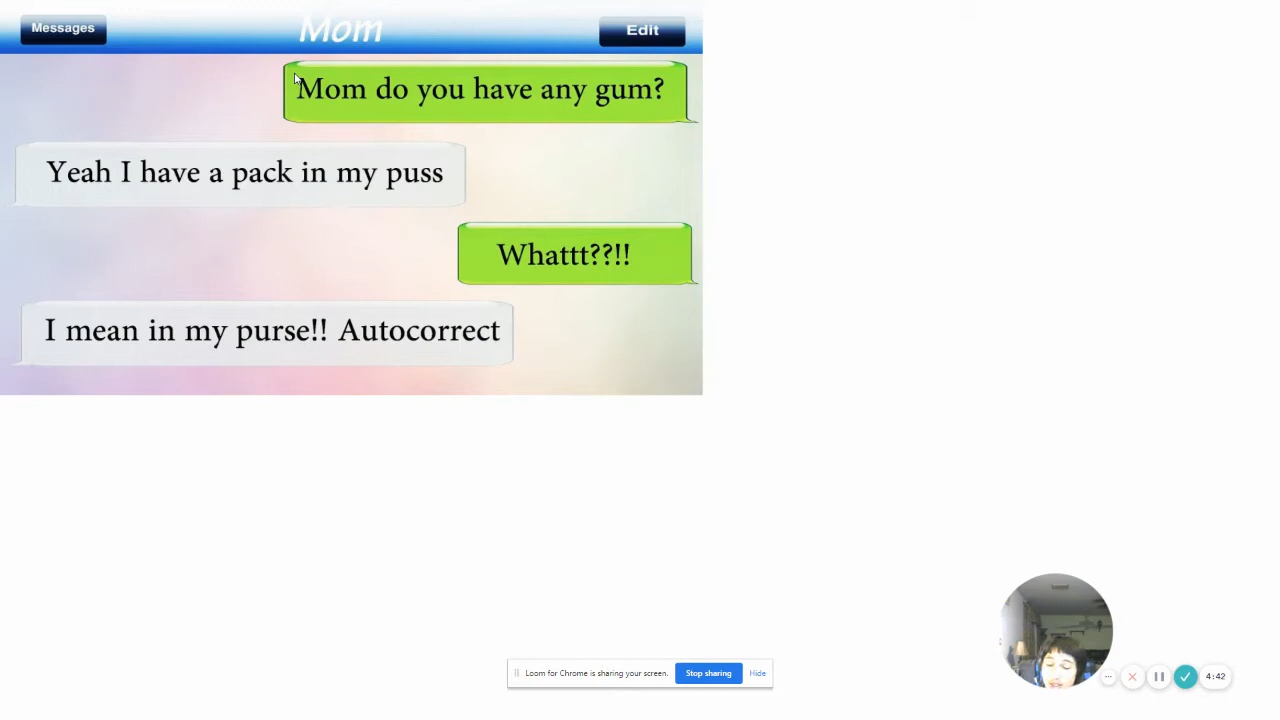 Messages
Mom
Edit
Mom do you have any gum?
Yeah I have a pack in my puss
Whattt??!!
I mean in my purse!! Autocorrect
Loom for Chrome is sharing your screen.
Stop sharing
Hide
4:42